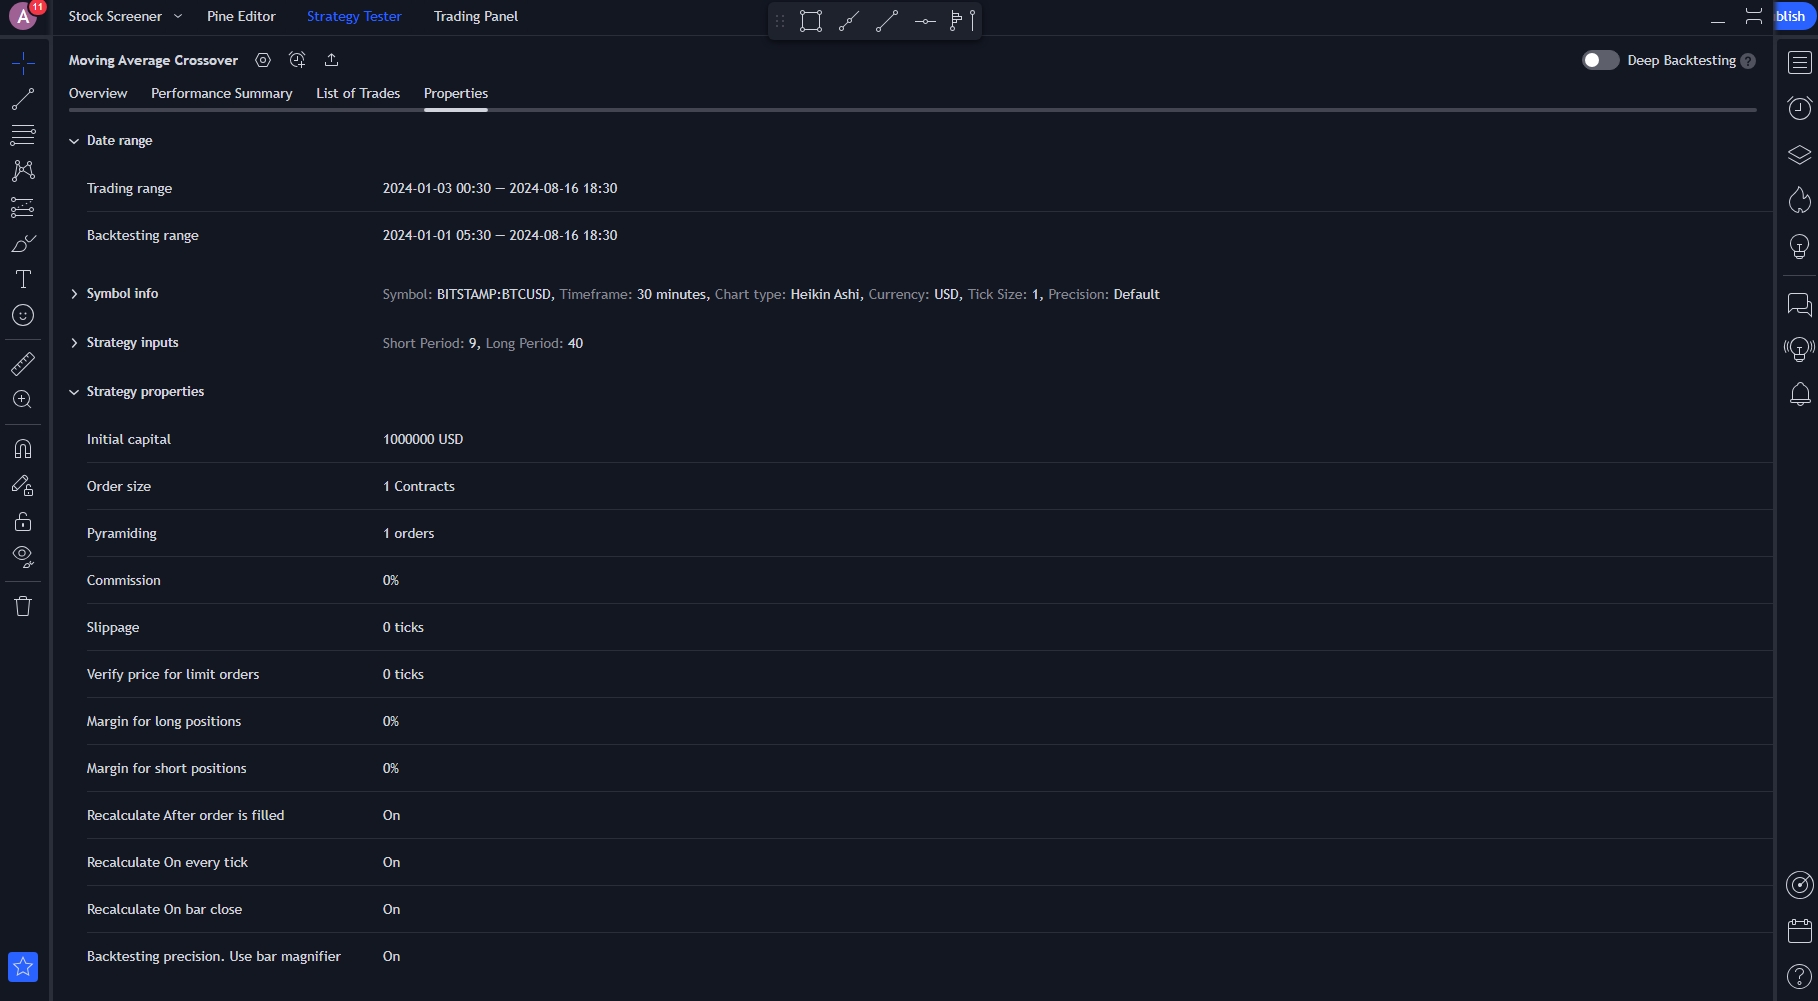 A 11 Stock Screener Pine Editor Strategy Tester Trading Panel blish
Moving Average Crossover Deep Backtesting ?
Overview Performance Summary List of Trades Properties
Date range
Trading range 2024-01-03 00:30 — 2024-08-16 18:30
Backtesting range 2024-01-01 05:30 — 2024-08-16 18:30
Symbol info Symbol: BITSTAMP:BTCUSD, Timeframe: 30 minutes, Chart type: Heikin Ashi, Currency: USD, Tick Size: 1, Precision: Default
Strategy inputs Short Period: 9, Long Period: 40
Strategy properties
Initial capital 1000000 USD
Order size 1 Contracts
Pyramiding 1 orders
Commission 0%
Slippage 0 ticks
Verify price for limit orders 0 ticks
Margin for long positions 0%
Margin for short positions 0%
Recalculate After order is filled On
Recalculate On every tick On
Recalculate On bar close On
Backtesting precision. Use bar magnifier On